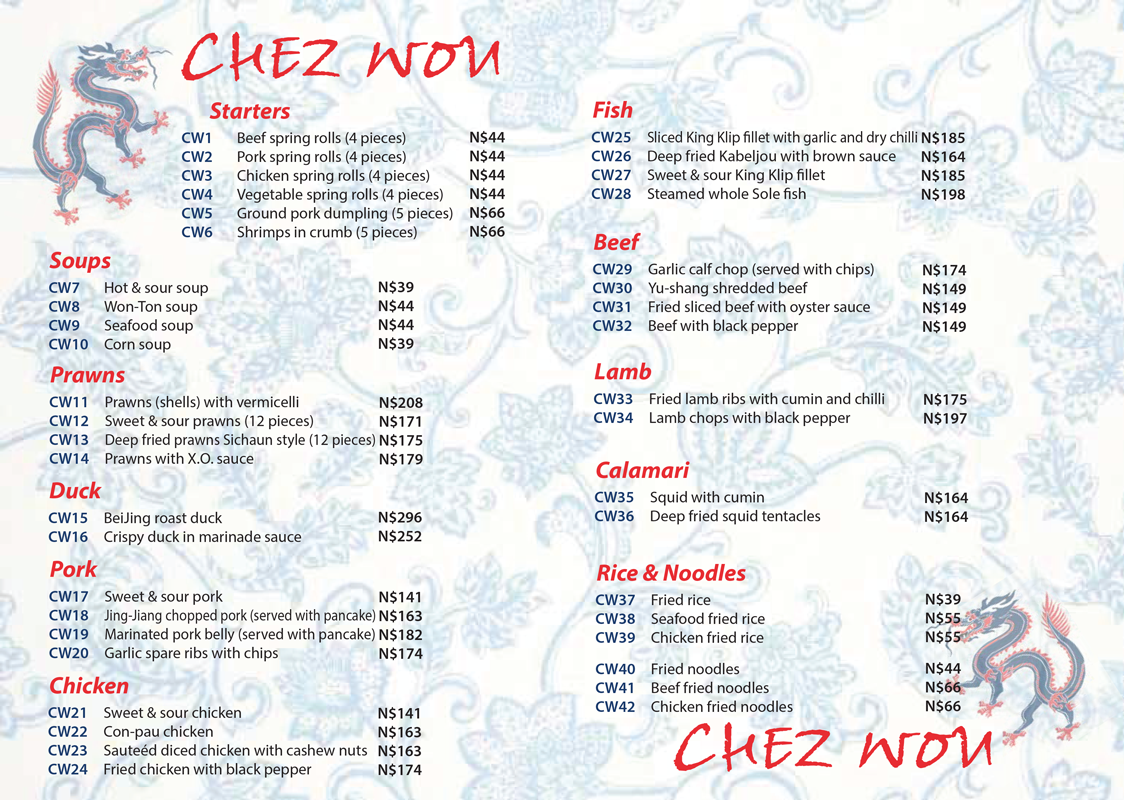 CHEZ WOU
Starters
CW1 Beef spring rolls (4 pieces) N$44
CW2 Pork spring rolls (4 pieces) N$44
CW3 Chicken spring rolls (4 pieces) N$44
CW4 Vegetable spring rolls (4 pieces) N$44
CW5 Ground pork dumpling (5 pieces) N$66
CW6 Shrimps in crumb (5 pieces) N$66
Soups
CW7 Hot & sour soup N$39
CW8 Won-Ton soup N$44
CW9 Seafood soup N$44
CW10 Corn soup N$39
Prawns
CW11 Prawns (shells) with vermicelli N$208
CW12 Sweet & sour prawns (12 pieces) N$171
CW13 Deep fried prawns Sichaun style (12 pieces) N$175
CW14 Prawns with X.O. sauce N$179
Duck
CW15 BeiJing roast duck N$296
CW16 Crispy duck in marinade sauce N$252
Pork
CW17 Sweet & sour pork N$141
CW18 Jing-Jiang chopped pork (served with pancake) N$163
CW19 Marinated pork belly (served with pancake) N$182
CW20 Garlic spare ribs with chips N$174
Chicken
CW21 Sweet & sour chicken N$141
CW22 Con-pau chicken N$163
CW23 Sauteéd diced chicken with cashew nuts N$163
CW24 Fried chicken with black pepper N$174
Fish
CW25 Sliced King Klip fillet with garlic and dry chilli N$185
CW26 Deep fried Kabeljou with brown sauce N$164
CW27 Sweet & sour King Klip fillet N$185
CW28 Steamed whole Sole fish N$198
Beef
CW29 Garlic calf chop (served with chips) N$174
CW30 Yu-shang shredded beef N$149
CW31 Fried sliced beef with oyster sauce N$149
CW32 Beef with black pepper N$149
Lamb
CW33 Fried lamb ribs with cumin and chilli N$175
CW34 Lamb chops with black pepper N$197
Calamari
CW35 Squid with cumin N$164
CW36 Deep fried squid tentacles N$164
Rice & Noodles
CW37 Fried rice N$39
CW38 Seafood fried rice N$55
CW39 Chicken fried rice N$55
CW40 Fried noodles N$44
CW41 Beef fried noodles N$66
CW42 Chicken fried noodles N$66
CHEZ WOU